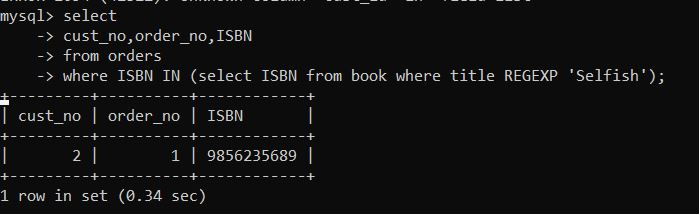 mysql> select
    -> cust_no,order_no,ISBN
    -> from orders
    -> where ISBN IN (select ISBN from book where title REGEXP 'Selfish');
+---------+----------+------------+
| cust_no | order_no | ISBN       |
+---------+----------+------------+
|       2 |        1 | 9856235689 |
+---------+----------+------------+
1 row in set (0.34 sec)